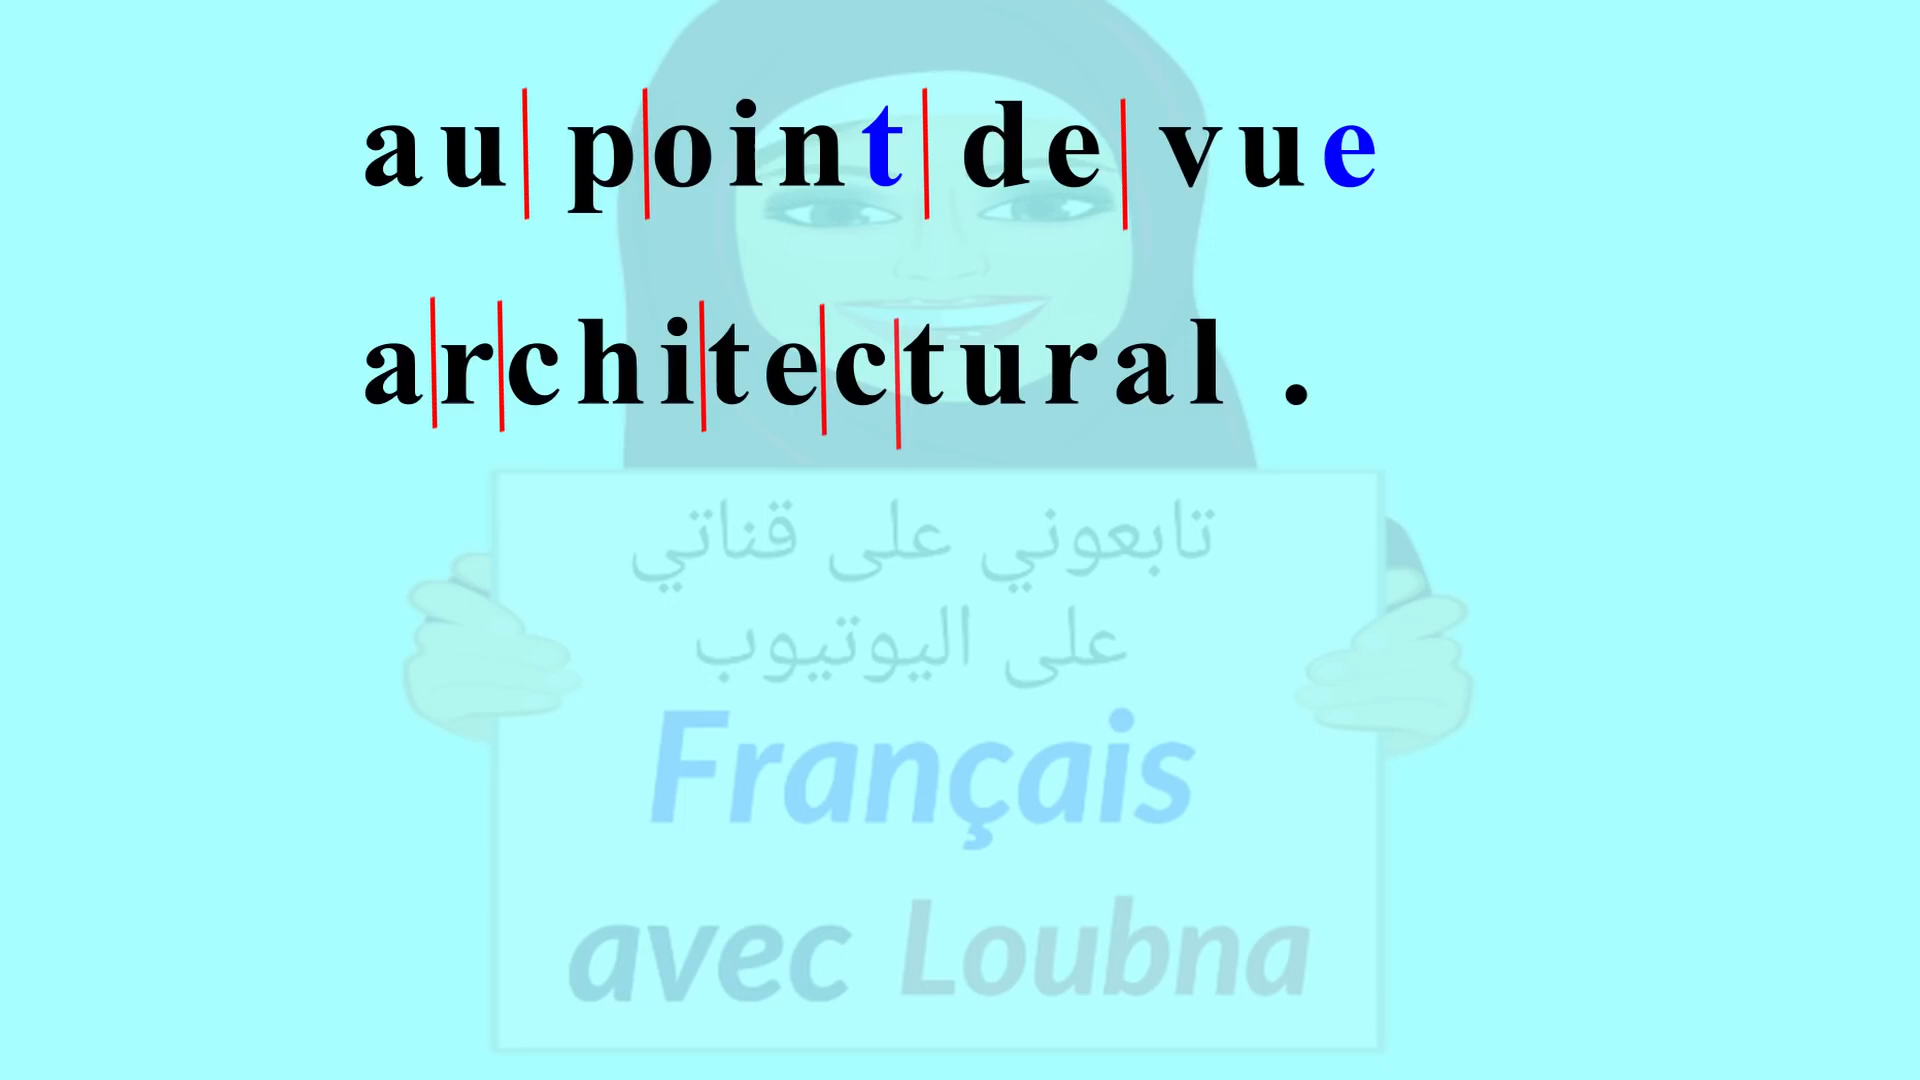 au point de vue
architectural .
تابعوني على قناتي
على اليوتيوب
Français
avec Loubna